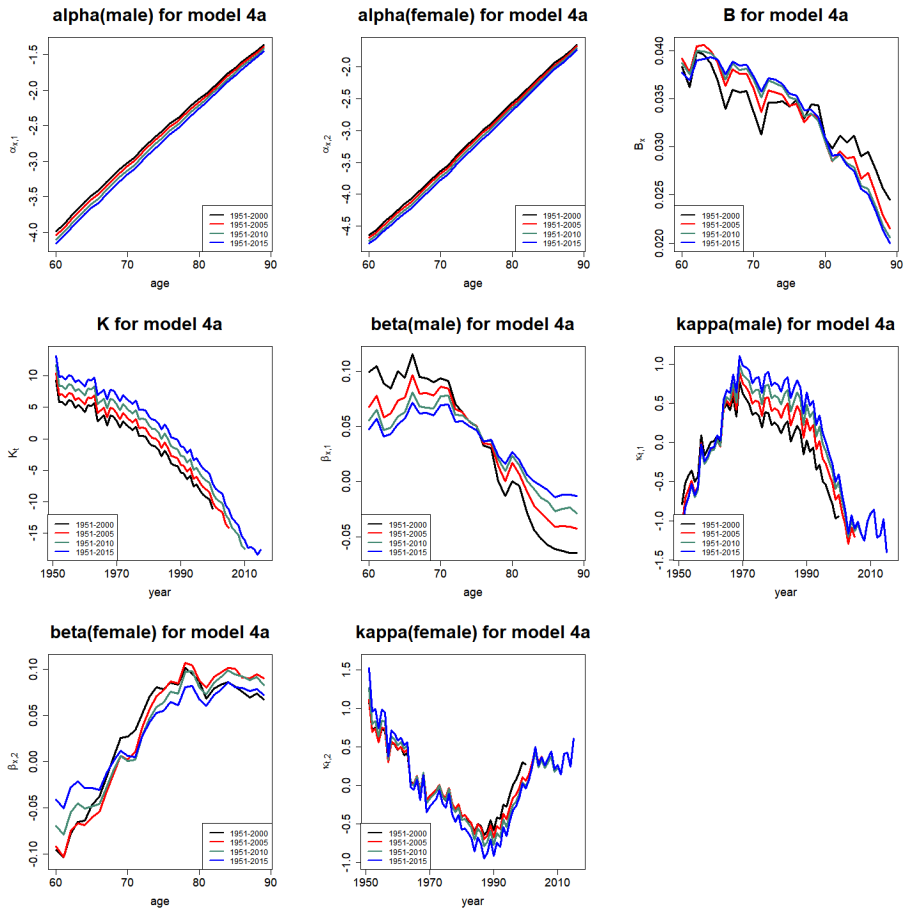 alpha(male) for model 4a
αx,1
-1.5
-2.0
-2.5
-3.0
-3.5
-4.0
1951-2000
1951-2005
1951-2010
1951-2015
60 70 80 90
age
alpha(female) for model 4a
αx,2
-2.0
-2.5
-3.0
-3.5
-4.0
-4.5
1951-2000
1951-2005
1951-2010
1951-2015
60 70 80 90
age
B for model 4a
Bx
0.040
0.035
0.030
0.025
0.020
1951-2000
1951-2005
1951-2010
1951-2015
60 70 80 90
age
K for model 4a
Kt
10
5
0
-5
-10
-15
1951-2000
1951-2005
1951-2010
1951-2015
1950 1970 1990 2010
year
beta(male) for model 4a
βx,1
0.10
0.05
0.00
-0.05
1951-2000
1951-2005
1951-2010
1951-2015
60 70 80 90
age
kappa(male) for model 4a
κt,1
1.0
0.5
0.0
-0.5
-1.0
-1.5
1951-2000
1951-2005
1951-2010
1951-2015
1950 1970 1990 2010
year
beta(female) for model 4a
βx,2
0.10
0.05
0.00
-0.05
-0.10
1951-2000
1951-2005
1951-2010
1951-2015
60 70 80 90
age
kappa(female) for model 4a
κt,2
1.5
1.0
0.5
0.0
-0.5
-1.0
1951-2000
1951-2005
1951-2010
1951-2015
1950 1970 1990 2010
year